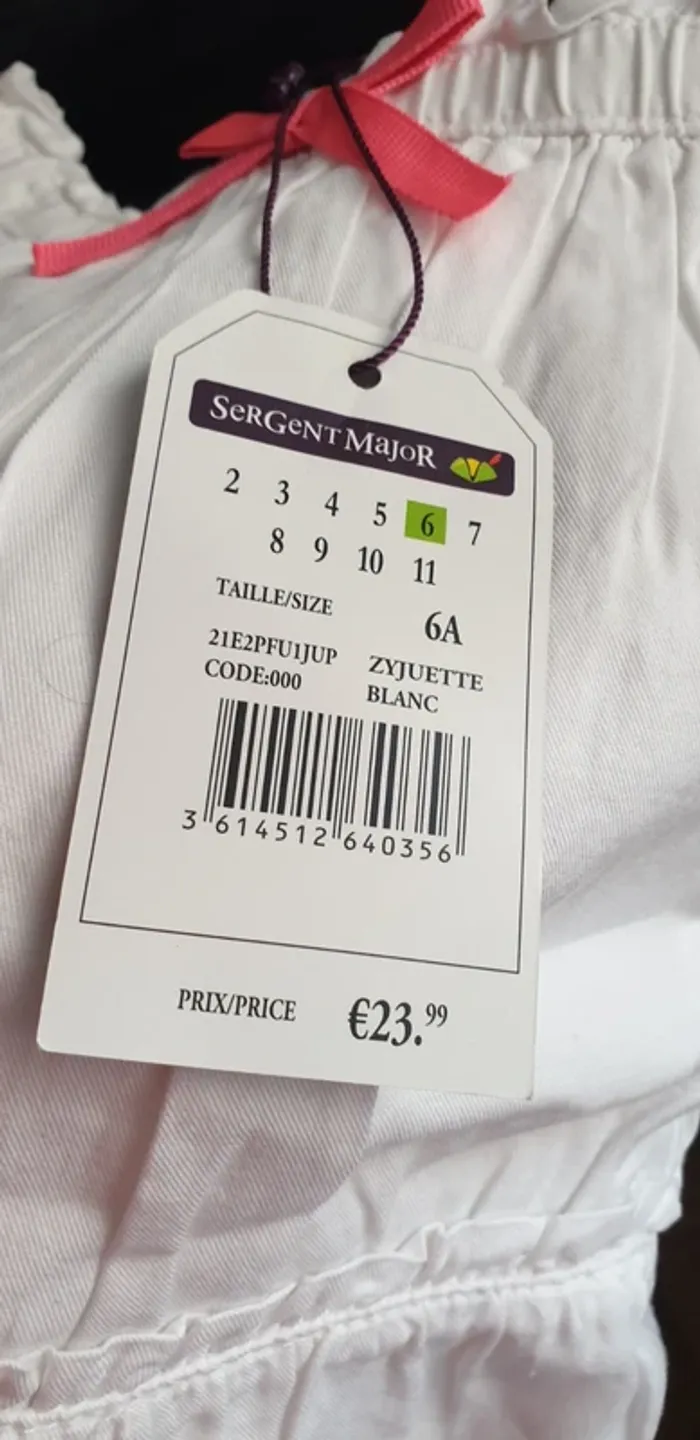 SeRGeNT MaJoR
2 3 4 5 6 7
8 9 10 11
TAILLE/SIZE 6A
21E2PFU1JUP ZYJUETTE
CODE:000 BLANC
3 614512 640356
PRIX/PRICE €23.99